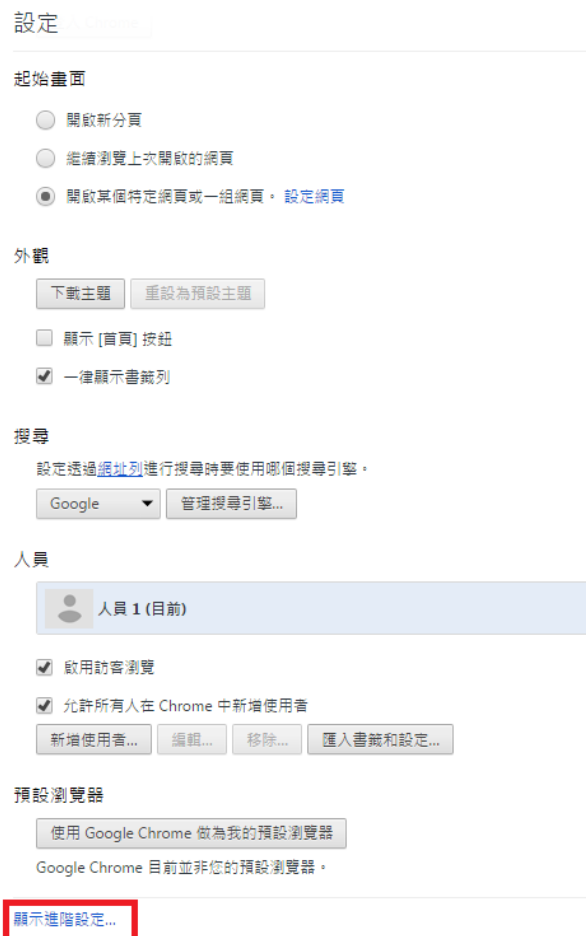 設定
起始畫面
開啟新分頁
繼續瀏覽上次開啟的網頁
開啟某個特定網頁或一組網頁。 設定網頁
外觀
下載主題 重設為預設主題
顯示 [首頁] 按鈕
一律顯示書籤列
搜尋
設定透過網址列進行搜尋時要使用哪個搜尋引擎。
Google 管理搜尋引擎...
人員
人員 1 (目前)
啟用訪客瀏覽
允許所有人在 Chrome 中新增使用者
新增使用者... 編輯... 移除... 匯入書籤和設定...
預設瀏覽器
使用 Google Chrome 做為我的預設瀏覽器
Google Chrome 目前並非您的預設瀏覽器。
顯示進階設定...